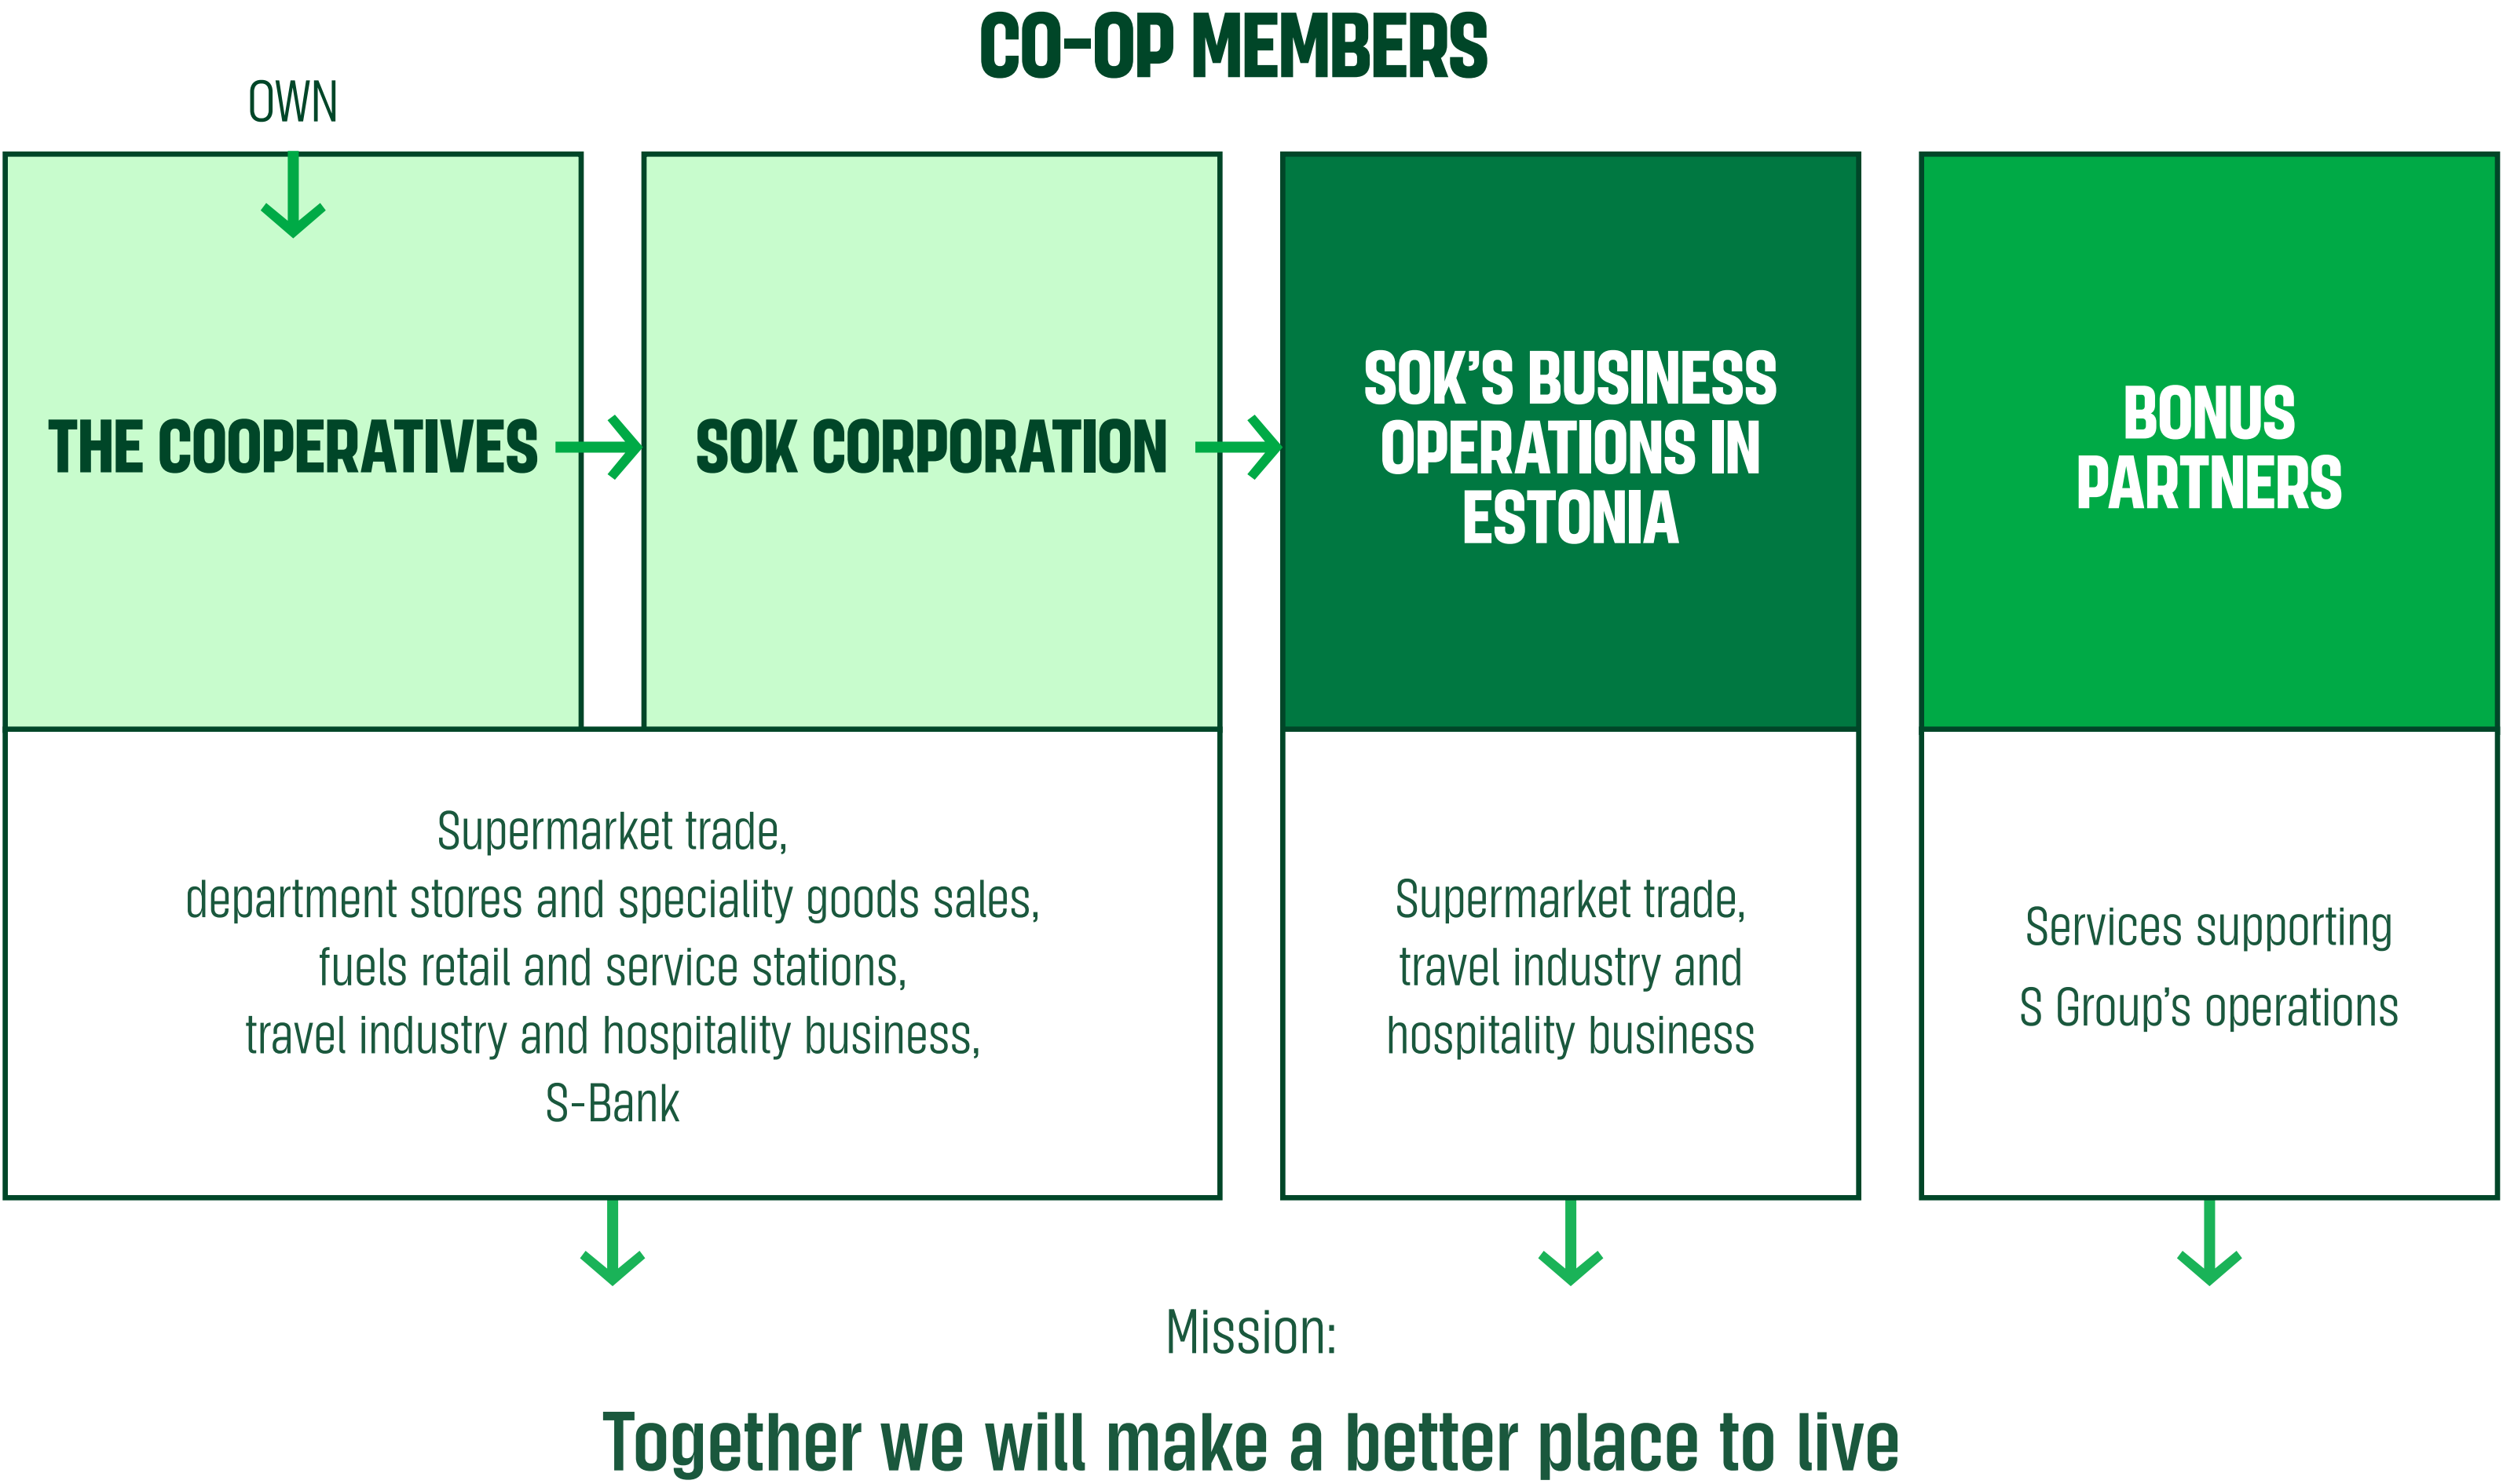 CO-OP MEMBERS
OWN
THE COOPERATIVES
SOK CORPORATION
SOK’S BUSINESS
OPERATIONS IN
ESTONIA
BONUS
PARTNERS
Supermarket trade,
department stores and speciality goods sales,
fuels retail and service stations,
travel industry and hospitality business,
S-Bank
Supermarket trade,
travel industry and
hospitality business
Services supporting
S Group’s operations
Mission:
Together we will make a better place to live